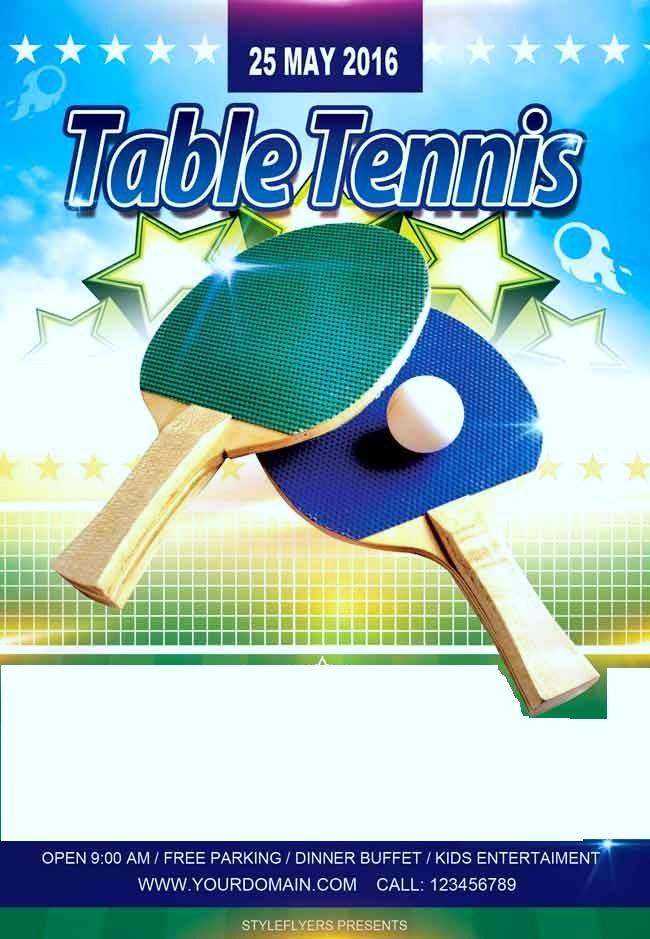 25 MAY 2016
Table Tennis
OPEN 9:00 AM / FREE PARKING / DINNER BUFFET / KIDS ENTERTAIMENT
WWW.YOURDOMAIN.COM CALL: 123456789
STYLEFLYERS PRESENTS